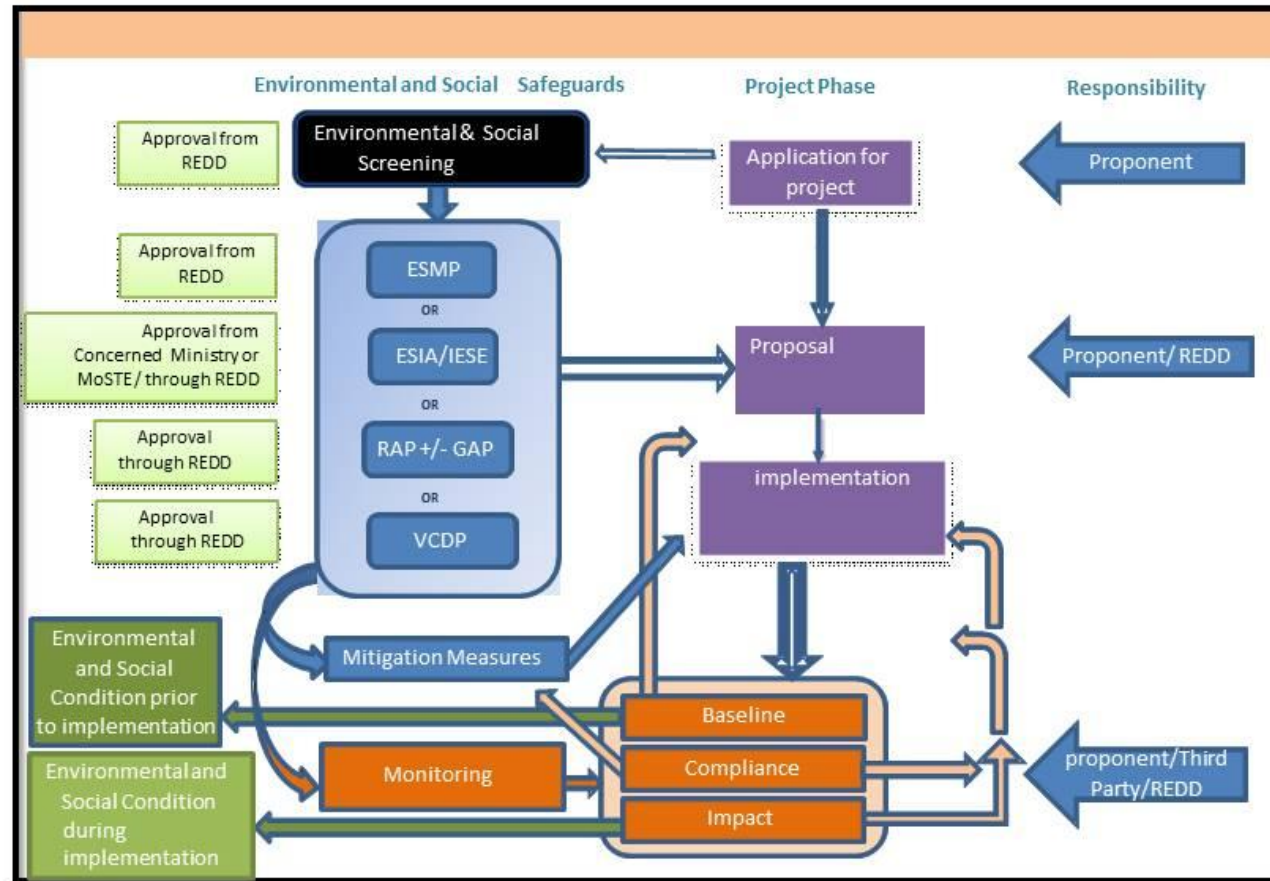 Environmental and Social Safeguards
Project Phase
Responsibility
Approval from
REDD
Environmental & Social
Screening
Application for
project
Proponent
Approval from
REDD
ESMP
OR
Approval from
Concerned Ministry or
MoSTE/ through REDD
ESIA/IESE
Proposal
Proponent/ REDD
OR
Approval
through REDD
RAP +/- GAP
implementation
OR
Approval
through REDD
VCDP
Environmental
and Social
Condition prior
to implementation
Mitigation Measures
Baseline
Environmental and
Social Condition
during
implementation
Monitoring
Compliance
Impact
proponent/Third
Party/REDD